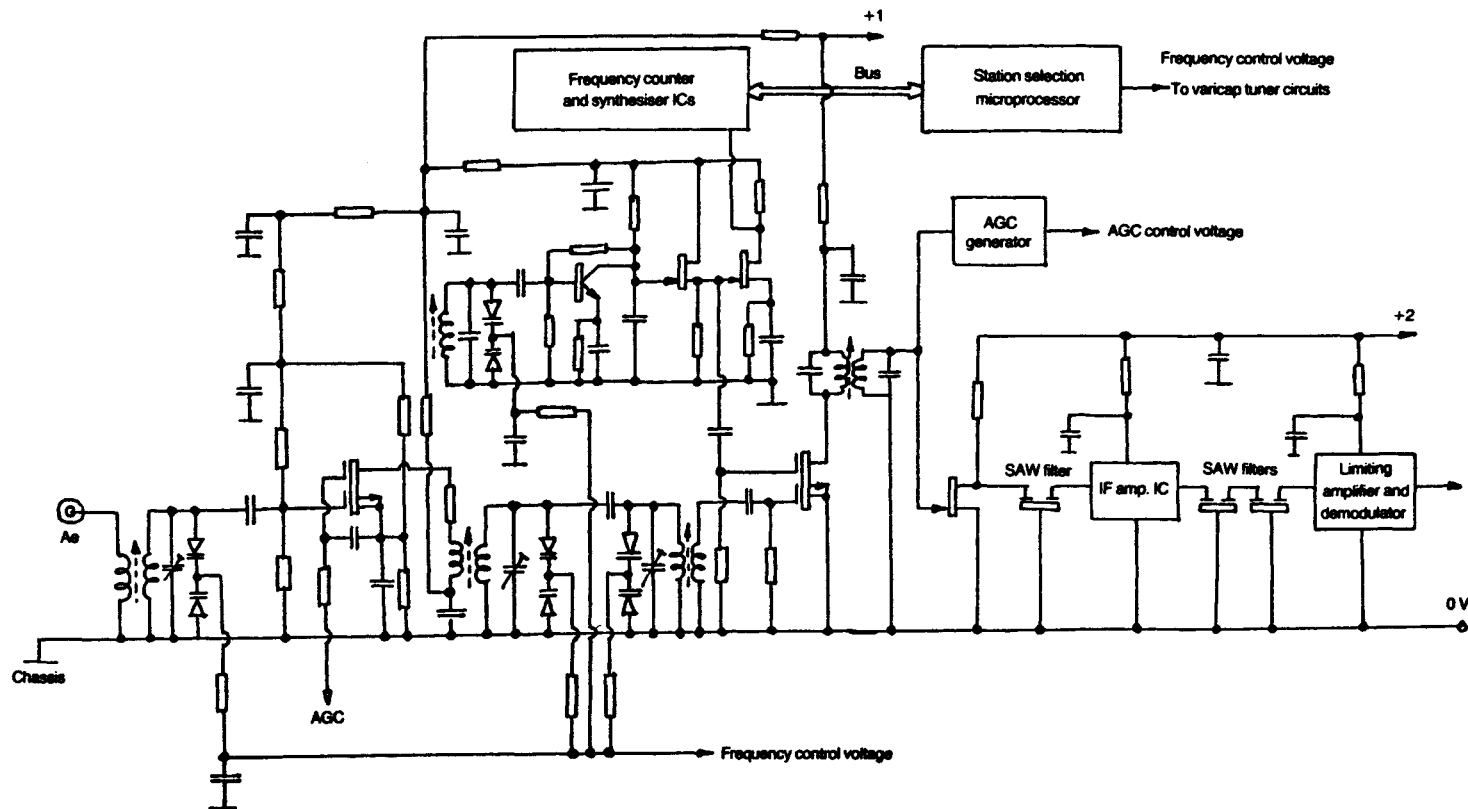 +1
Frequency counter
and synthesiser ICs
Bus
Station selection
microprocessor
Frequency control voltage
To varicap tuner circuits
AGC
generator
AGC control voltage
+2
SAW filter
IF amp. IC
SAW filters
Limiting
amplifier and
demodulator
Ae
0 V
Chassis
AGC
Frequency control voltage